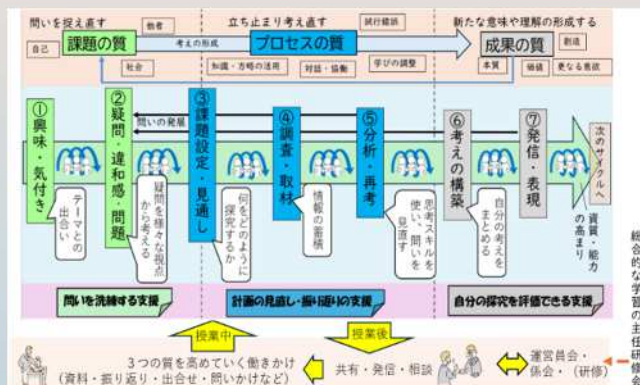 問いを捉え直す
立ち止まり考え直す
新たな意味や理解の形成する
自己
課題の質
他者
社会
考えの形成
プロセスの質
試行錯誤
知識・方略の活用
対話・協働
学びの調整
成果の質
創造
本質
価値
更なる意欲
問いの発展
①興味・気付き
②疑問・違和感・問題
③課題設定・見通し
④調査・取材
⑤分析・再考
⑥考えの構築
⑦発信・表現
次のサイクルへ
テーマとの出合い
疑問を様々な視点から考える
何をどのように探究するか
情報の蓄積
思考スキルを使い、問いを見直す
自分の考えをまとめる
資質・能力の高まり
問いを洗練する支援
計画の見直し・振り返りの支援
自分の探究を評価できる支援
授業中
授業後
3つの質を高めていく働きかけ
(資料・振り返り・出合せ・問いかけなど)
共有・発信・相談
運営員会・
係会・(研修)
総合的な学習の主任研修会